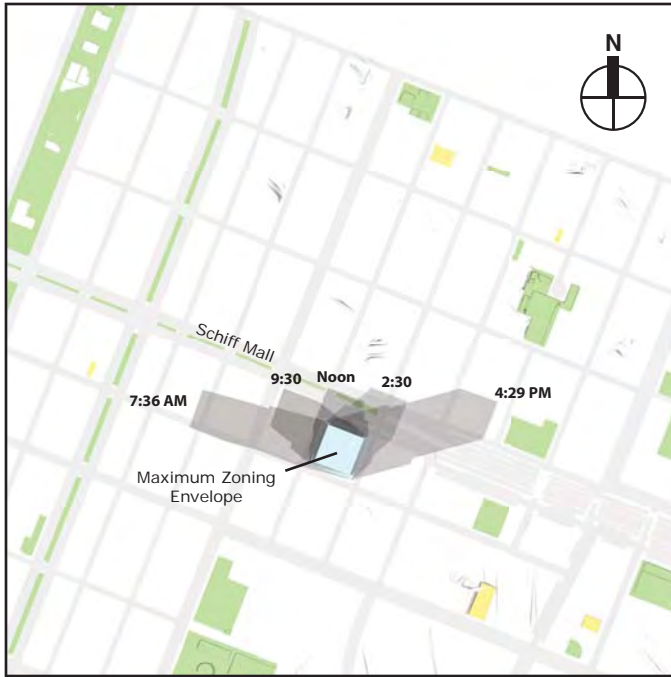 N
Schiff Mall
9:30 Noon 2:30
7:36 AM
4:29 PM
Maximum Zoning
Envelope